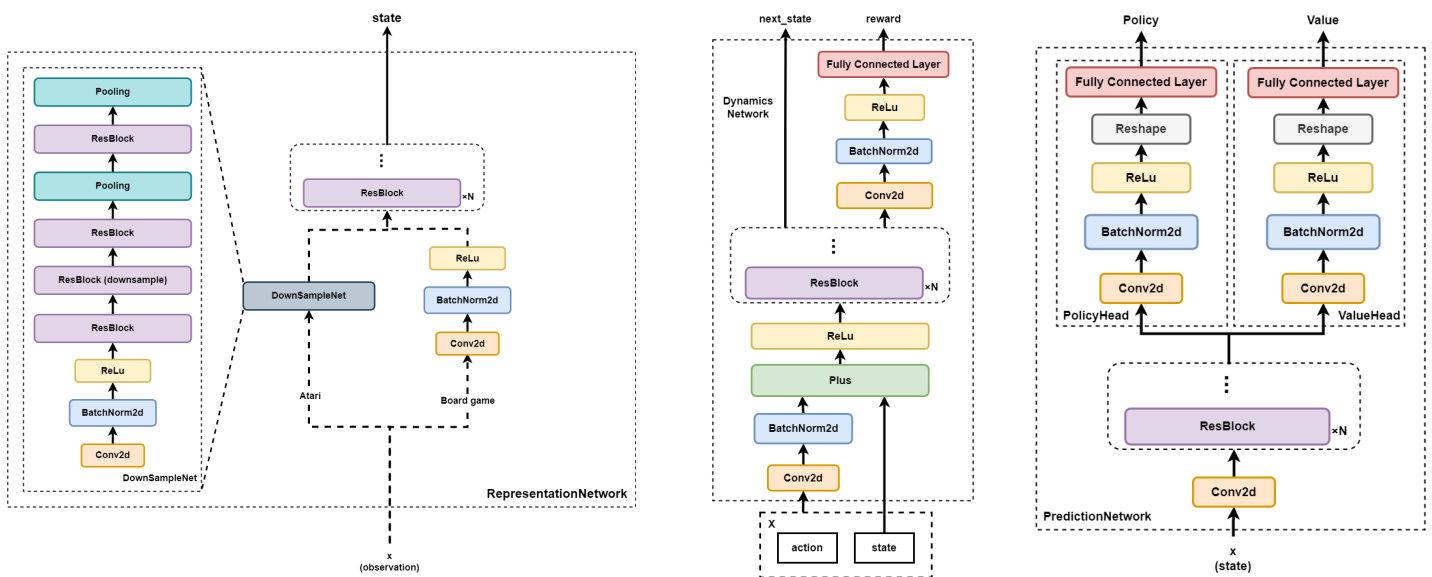 state
Pooling
ResBlock
Pooling
ResBlock
ResBlock (downsample)
ResBlock
ReLu
BatchNorm2d
Conv2d
DownSampleNet
DownSampleNet
⋮
ResBlock
×N
ReLu
BatchNorm2d
Conv2d
Atari
Board game
RepresentationNetwork
x
(observation)
next_state
reward
Fully Connected Layer
ReLu
BatchNorm2d
Conv2d
Dynamics
Network
⋮
ResBlock
×N
ReLu
Plus
BatchNorm2d
Conv2d
X
action
state
Policy
Value
Fully Connected Layer
Reshape
ReLu
BatchNorm2d
Conv2d
PolicyHead
Fully Connected Layer
Reshape
ReLu
BatchNorm2d
Conv2d
ValueHead
⋮
ResBlock
×N
Conv2d
PredictionNetwork
x
(state)